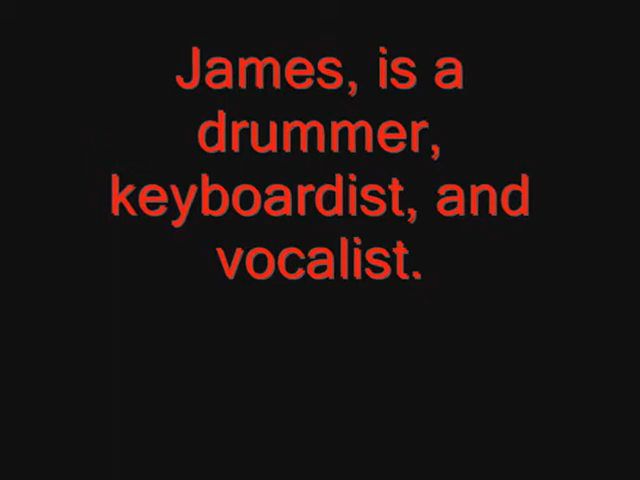 James, is a
drummer,
keyboardist, and
vocalist.